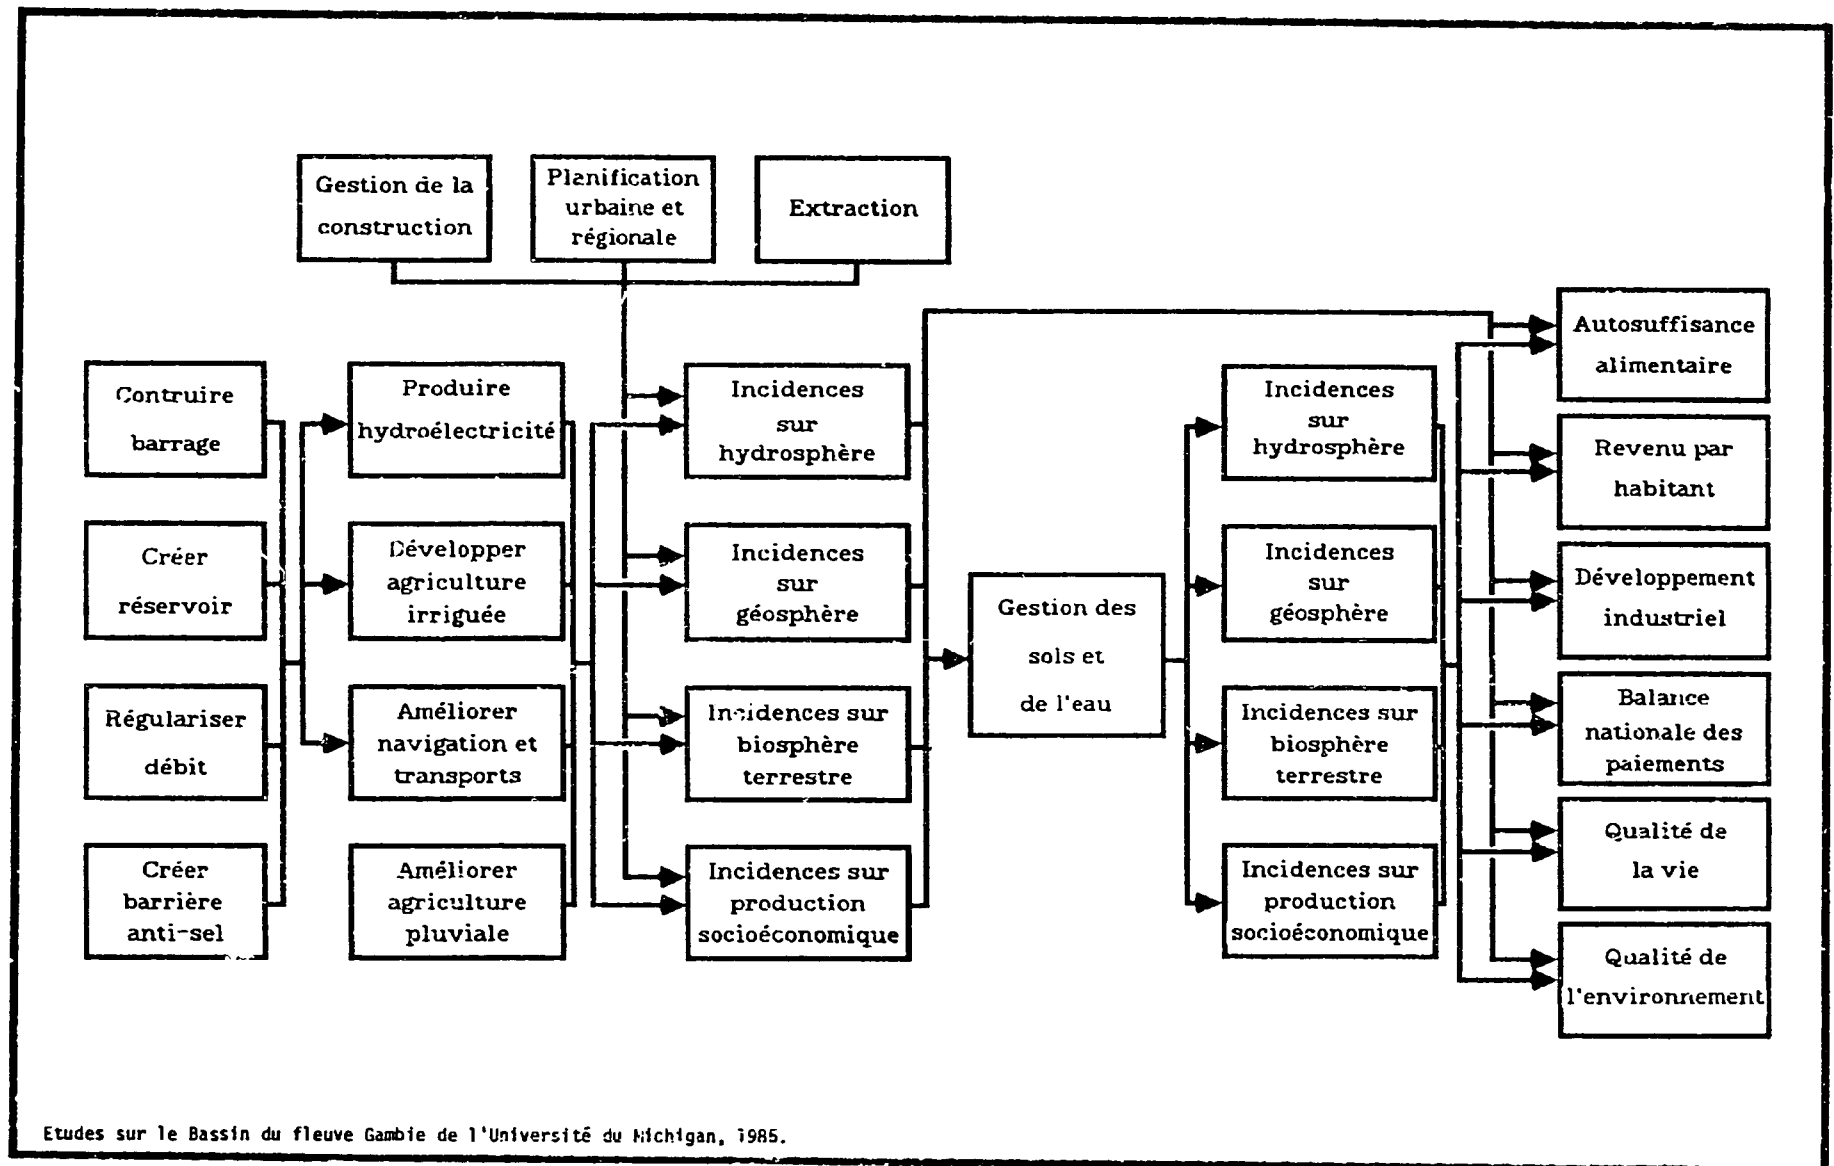 Gestion de la
construction
Planification
urbaine et
régionale
Extraction
Contruire
barrage
Créer
réservoir
Régulariser
débit
Créer
barrière
anti-sel
Produire
hydroélectricité
Développer
agriculture
irriguée
Améliorer
navigation et
transports
Améliorer
agriculture
pluviale
Incidences
sur
hydrosphère
Incidences
sur
géosphère
Incidences sur
biosphère
terrestre
Incidences sur
production
socioéconomique
Gestion des
sols et
de l'eau
Incidences
sur
hydrosphère
Incidences
sur
géosphère
Incidences sur
biosphère
terrestre
Incidences sur
production
socioéconomique
Autosuffisance
alimentaire
Revenu par
habitant
Développement
industriel
Balance
nationale des
paiements
Qualité de
la vie
Qualité de
l'environnement
Etudes sur le Bassin du fleuve Gambie de l'Université du Michigan, 1985.